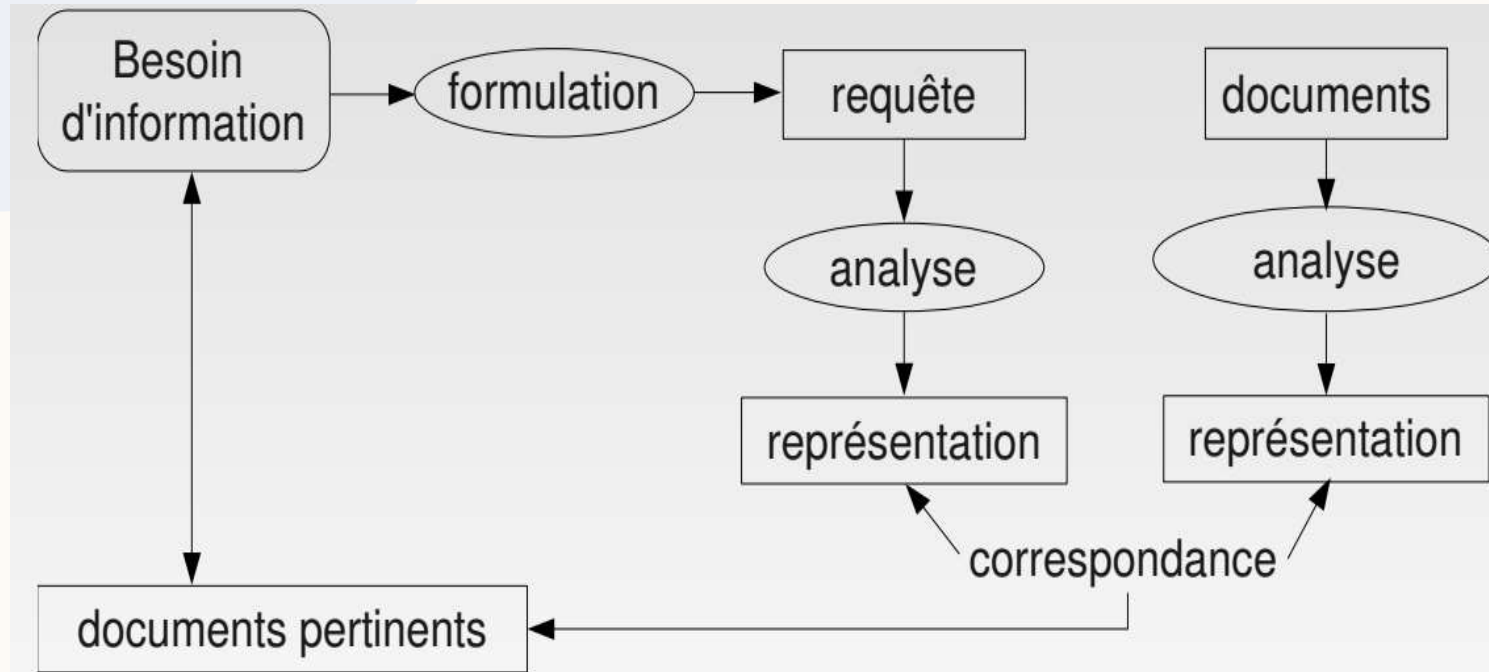 Besoin
d'information
formulation
requête
documents
analyse
analyse
représentation
représentation
correspondance
documents pertinents